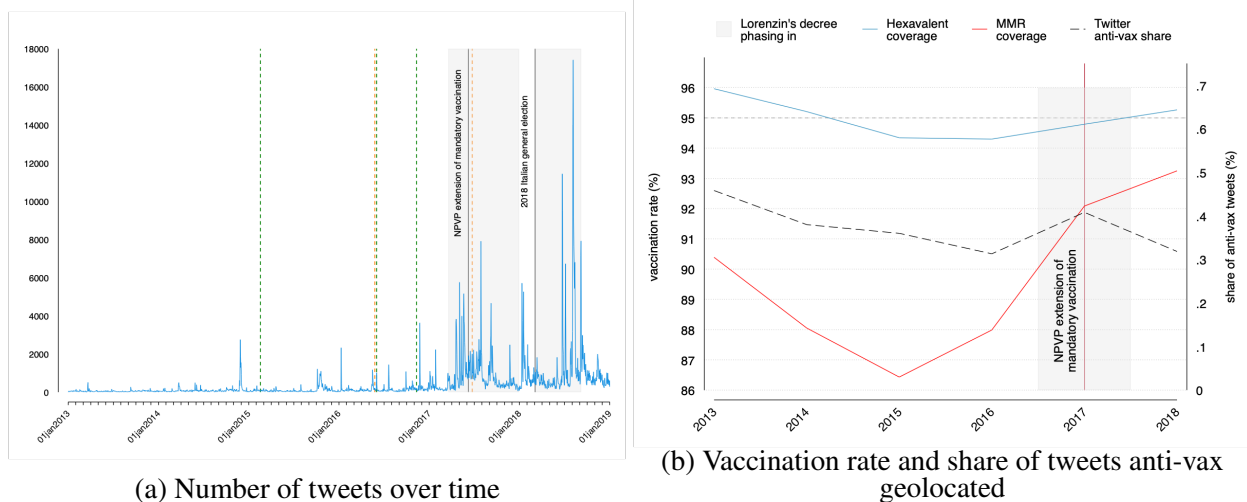 18000
16000
14000
12000
10000
8000
6000
4000
2000
0
NPVP extension of mandatory vaccination
2018 Italian general election
01jan2013
01jan2014
01jan2015
01jan2016
01jan2017
01jan2018
01jan2019
(a) Number of tweets over time
Lorenzin's decree
phasing in
Hexavalent
coverage
MMR
coverage
Twitter
anti-vax share
96
95
94
93
92
91
90
89
88
87
86
vaccination rate (%)
NPVP extension of
mandatory vaccination
.7
.6
.5
.4
.3
.2
.1
0
share of anti-vax tweets (%)
2013
2014
2015
2016
2017
2018
(b) Vaccination rate and share of tweets anti-vax
geolocated